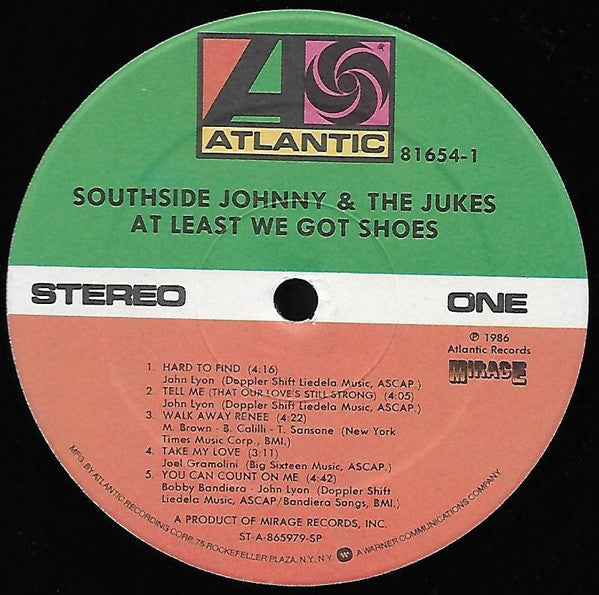 ATLANTIC
81654-1
SOUTHSIDE JOHNNY & THE JUKES
AT LEAST WE GOT SHOES
STEREO
ONE
℗ 1986
Atlantic Records
MIRAGE
1. HARD TO FIND (4:16)
John Lyon (Doppler Shift Liedela Music, ASCAP.)
2. TELL ME (THAT OUR LOVE'S STILL STRONG) (4:05)
John Lyon (Doppler Shift Liedela Music, ASCAP.)
3. WALK AWAY RENEE (4:22)
M. Brown - B. Calilli - T. Sansone (New York
Times Music Corp., BMI.)
4. TAKE MY LOVE (3:11)
Joel Gramolini (Big Sixteen Music, ASCAP.)
5. YOU CAN COUNT ON ME (4:42)
Bobby Bandiera - John Lyon (Doppler Shift
Liedela Music, ASCAP/Bandiera Songs, BMI.)
A PRODUCT OF MIRAGE RECORDS, INC.
ST-A-865979-SP
MFG. BY ATLANTIC RECORDING CORP. 75 ROCKEFELLER PLAZA, N.Y. N.Y. A WARNER COMMUNICATIONS COMPANY